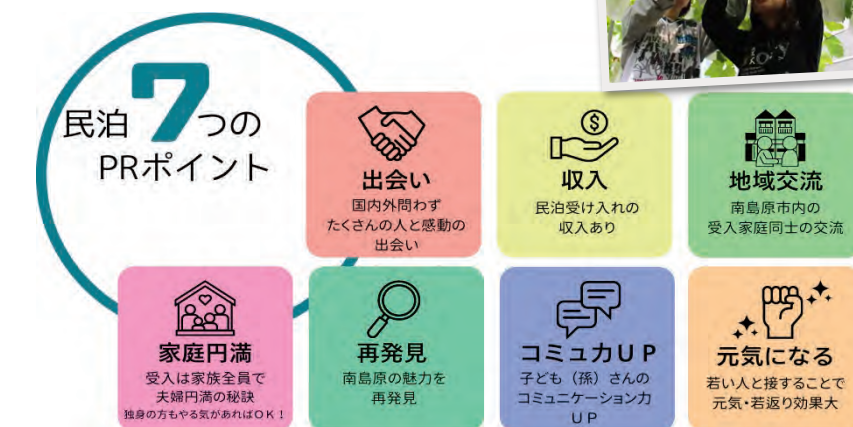 民泊7つの
PRポイント
出会い
国内外問わず
たくさんの人と感動の
出会い
収入
民泊受け入れの
収入あり
地域交流
南島原市内の
受入家庭同士の交流
家庭円満
受入は家族全員で
夫婦円満の秘訣
独身の方もやる気があればOK！
再発見
南島原の魅力を
再発見
コミュ力UP
子ども（孫）さんの
コミュニケーション力
UP
元気になる
若い人と接することで
元気・若返り効果大